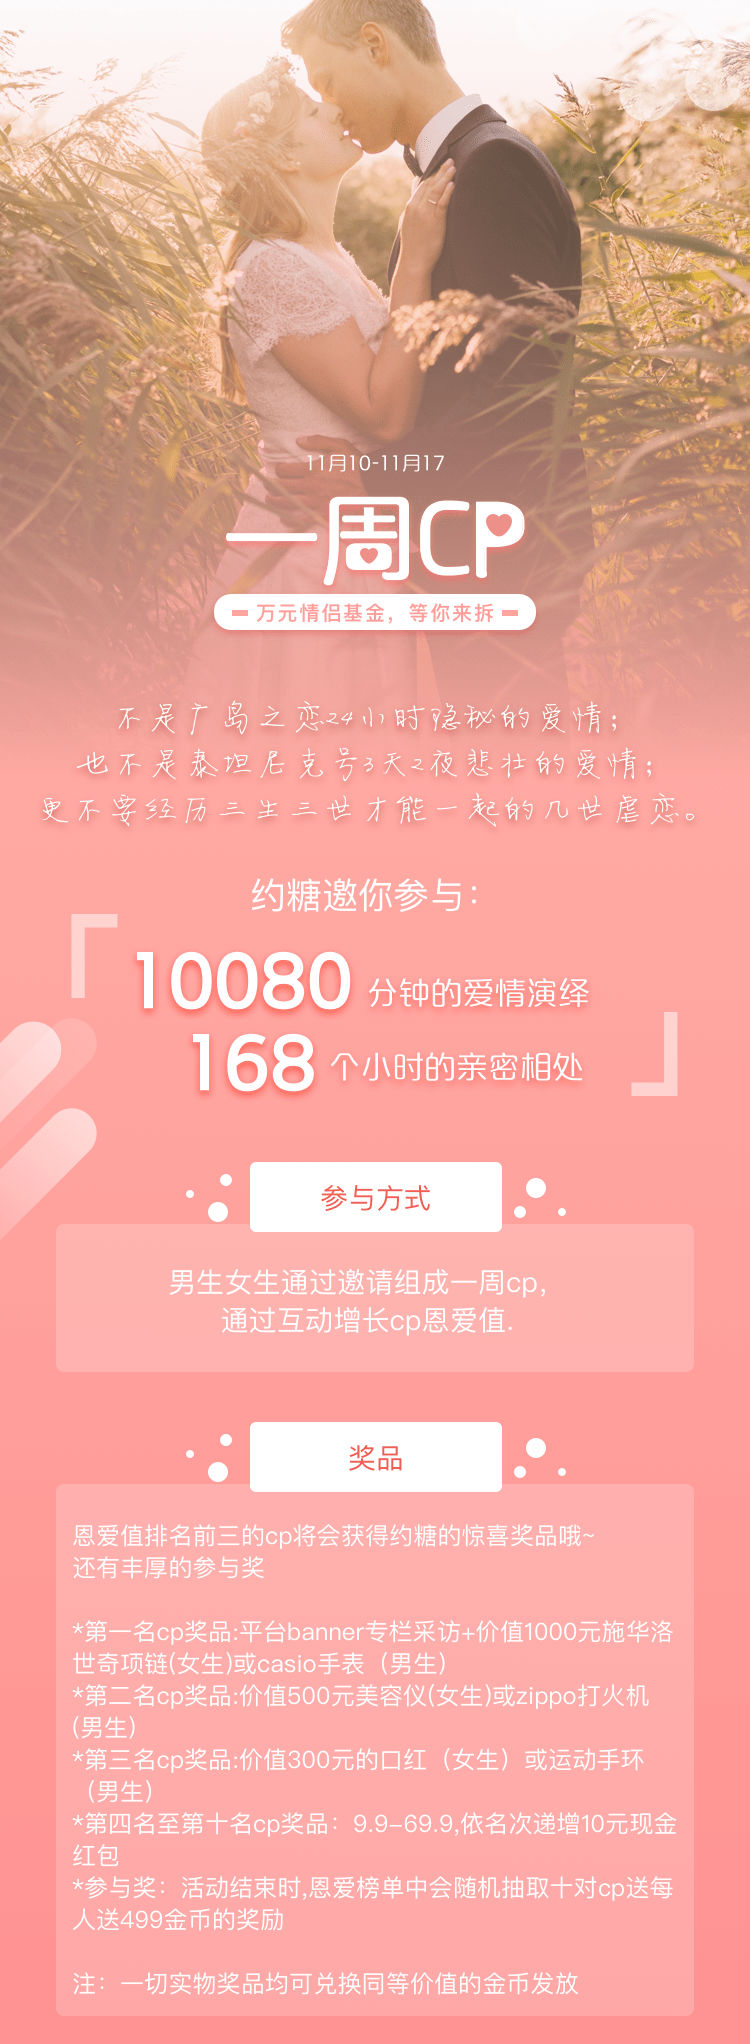 11月10-11月17
一周CP
万元情侣基金，等你来拆
不是广岛之恋24小时隐秘的爱情；
也不是泰坦尼克号3天2夜悲壮的爱情；
更不要经历三生三世才能一起的几世虐恋。
约糖邀你参与：
10080 分钟的爱情演绎
168 个小时的亲密相处
参与方式
男生女生通过邀请组成一周cp，
通过互动增长cp恩爱值.
奖品
恩爱值排名前三的cp将会获得约糖的惊喜奖品哦~
还有丰厚的参与奖
*第一名cp奖品:平台banner专栏采访+价值1000元施华洛
世奇项链(女生)或casio手表（男生）
*第二名cp奖品:价值500元美容仪(女生)或zippo打火机
(男生)
*第三名cp奖品:价值300元的口红（女生）或运动手环
（男生）
*第四名至第十名cp奖品：9.9–69.9,依名次递增10元现金
红包
*参与奖：活动结束时,恩爱榜单中会随机抽取十对cp送每
人送499金币的奖励
注：一切实物奖品均可兑换同等价值的金币发放